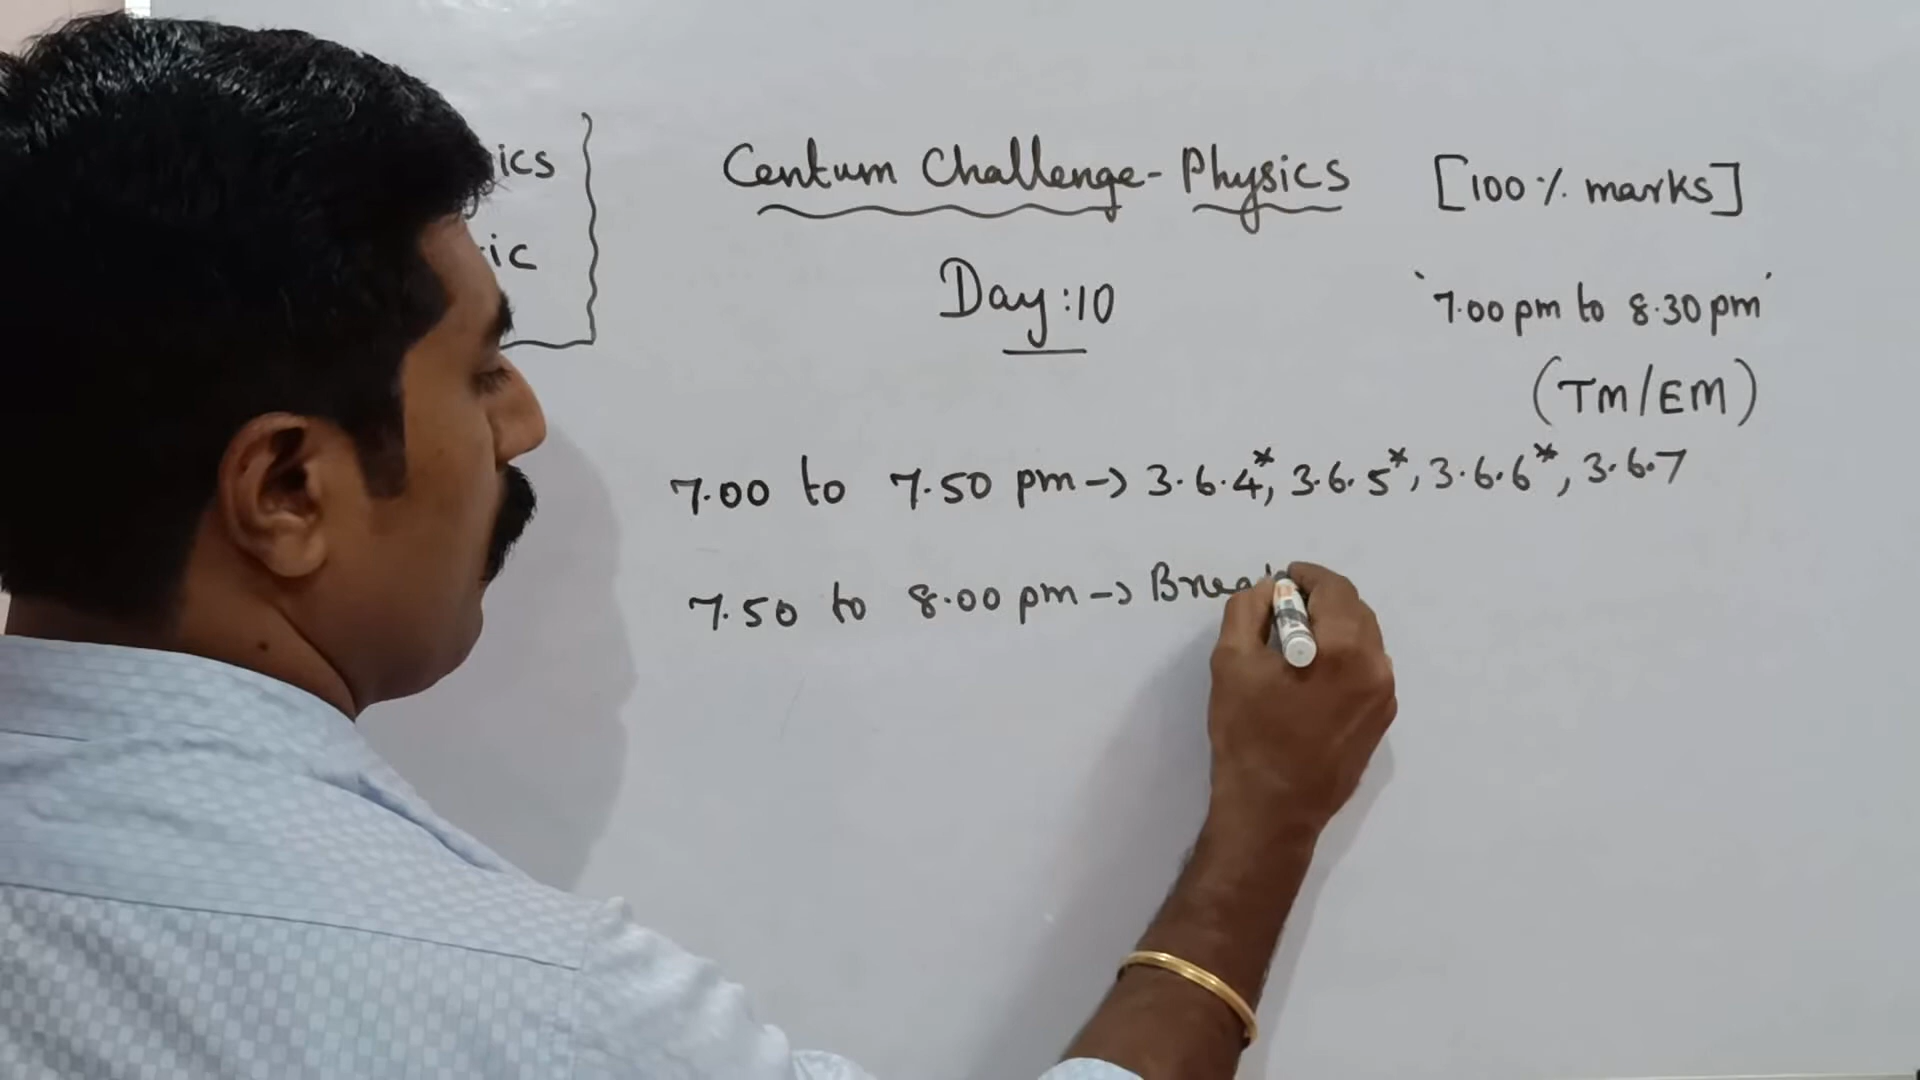 Centum Challenge - Physics [100% marks]
Day:10
7.00 pm to 8.30 pm
(TM/EM)
7.00 to 7.50 pm -> 3.6.4*, 3.6.5*, 3.6.6*, 3.6.7
7.50 to 8.00 pm ->